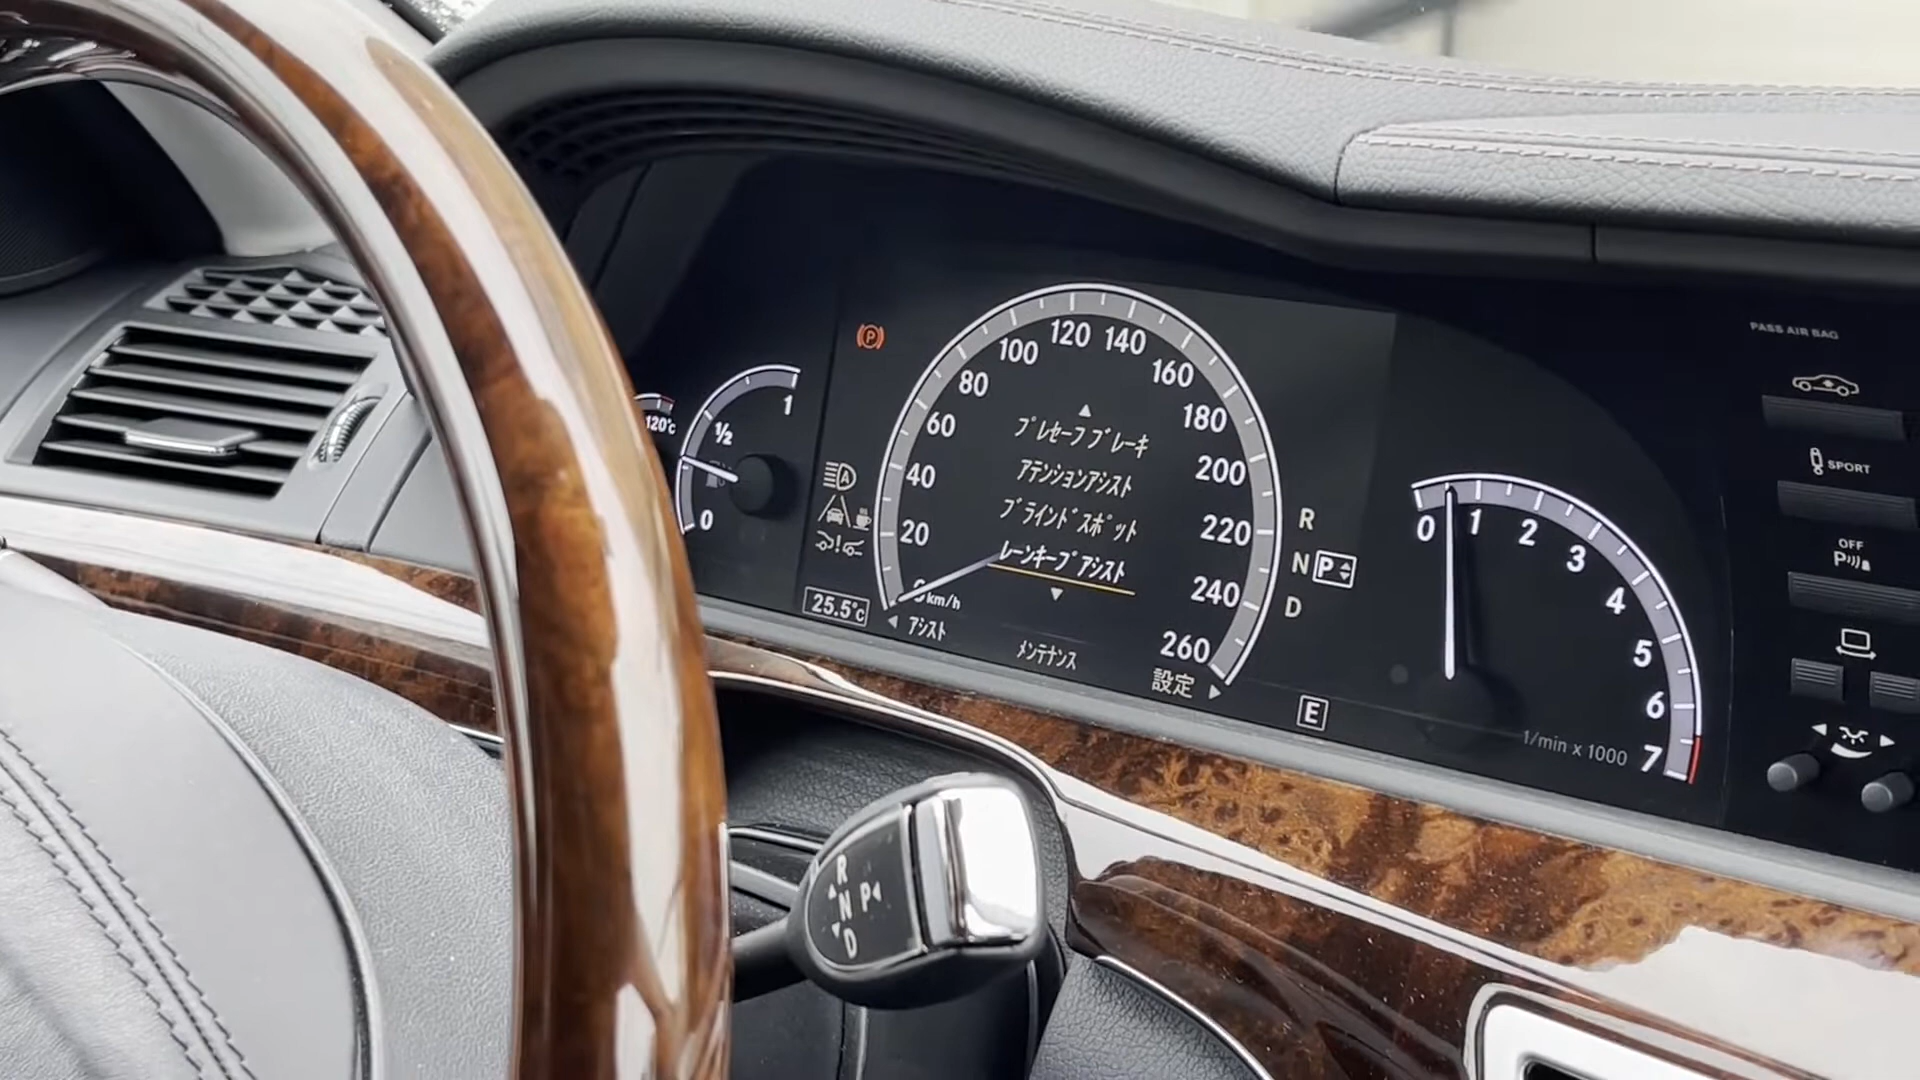 120℃
1
½
0
P
A
25.5℃
120 140
100 160
80 180
60 200
40 220
20 240
0 km/h 260
プレセーフ ブレーキ
アテンションアシスト
ブラインドスポット
レーンキープアシスト
アシスト
メンテナンス
設定
R
N P
D
E
0 1 2 3 4 5 6 7
1/min x 1000
PASS AIR BAG
SPORT
OFF
P
R
N P
D